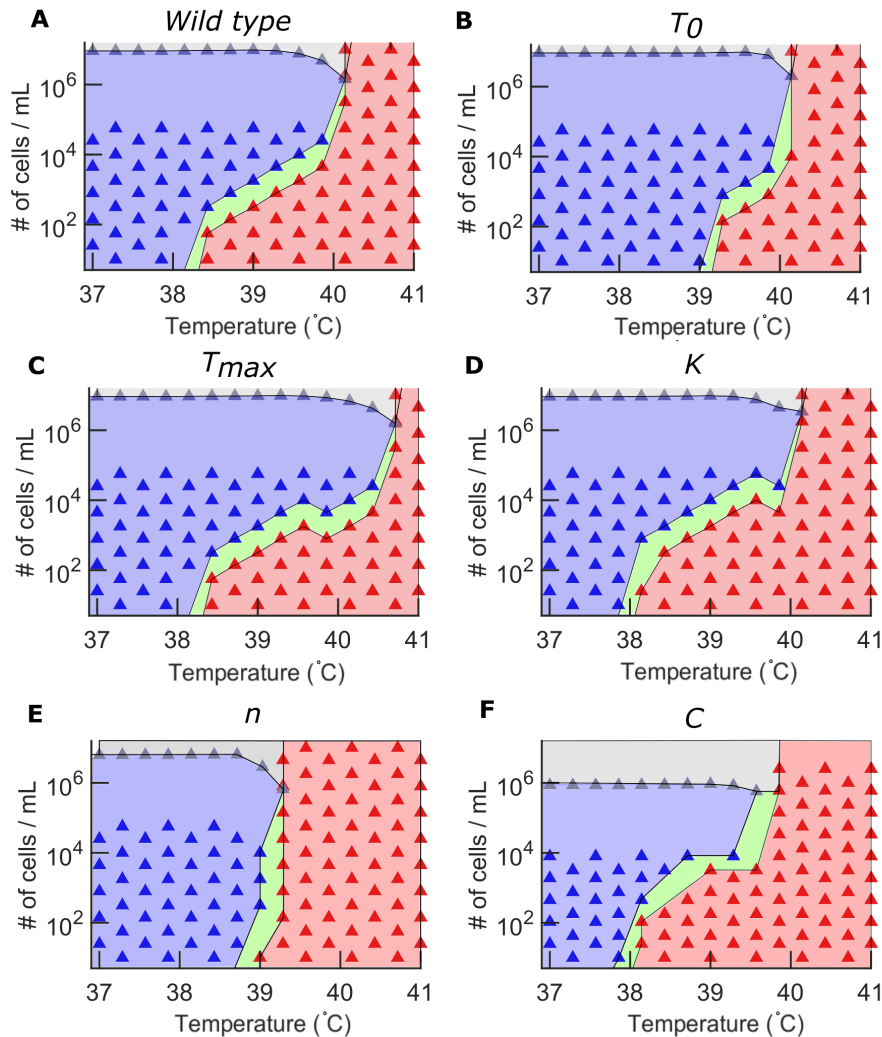 A
Wild type
# of cells / mL
10^6
10^4
10^2
37 38 39 40 41
Temperature (°C)
B
T_0
# of cells / mL
10^6
10^4
10^2
37 38 39 40 41
Temperature (°C)
C
T_max
# of cells / mL
10^6
10^4
10^2
37 38 39 40 41
Temperature (°C)
D
K
# of cells / mL
10^6
10^4
10^2
37 38 39 40 41
Temperature (°C)
E
n
# of cells / mL
10^6
10^4
10^2
37 38 39 40 41
Temperature (°C)
F
C
# of cells / mL
10^6
10^4
10^2
37 38 39 40 41
Temperature (°C)